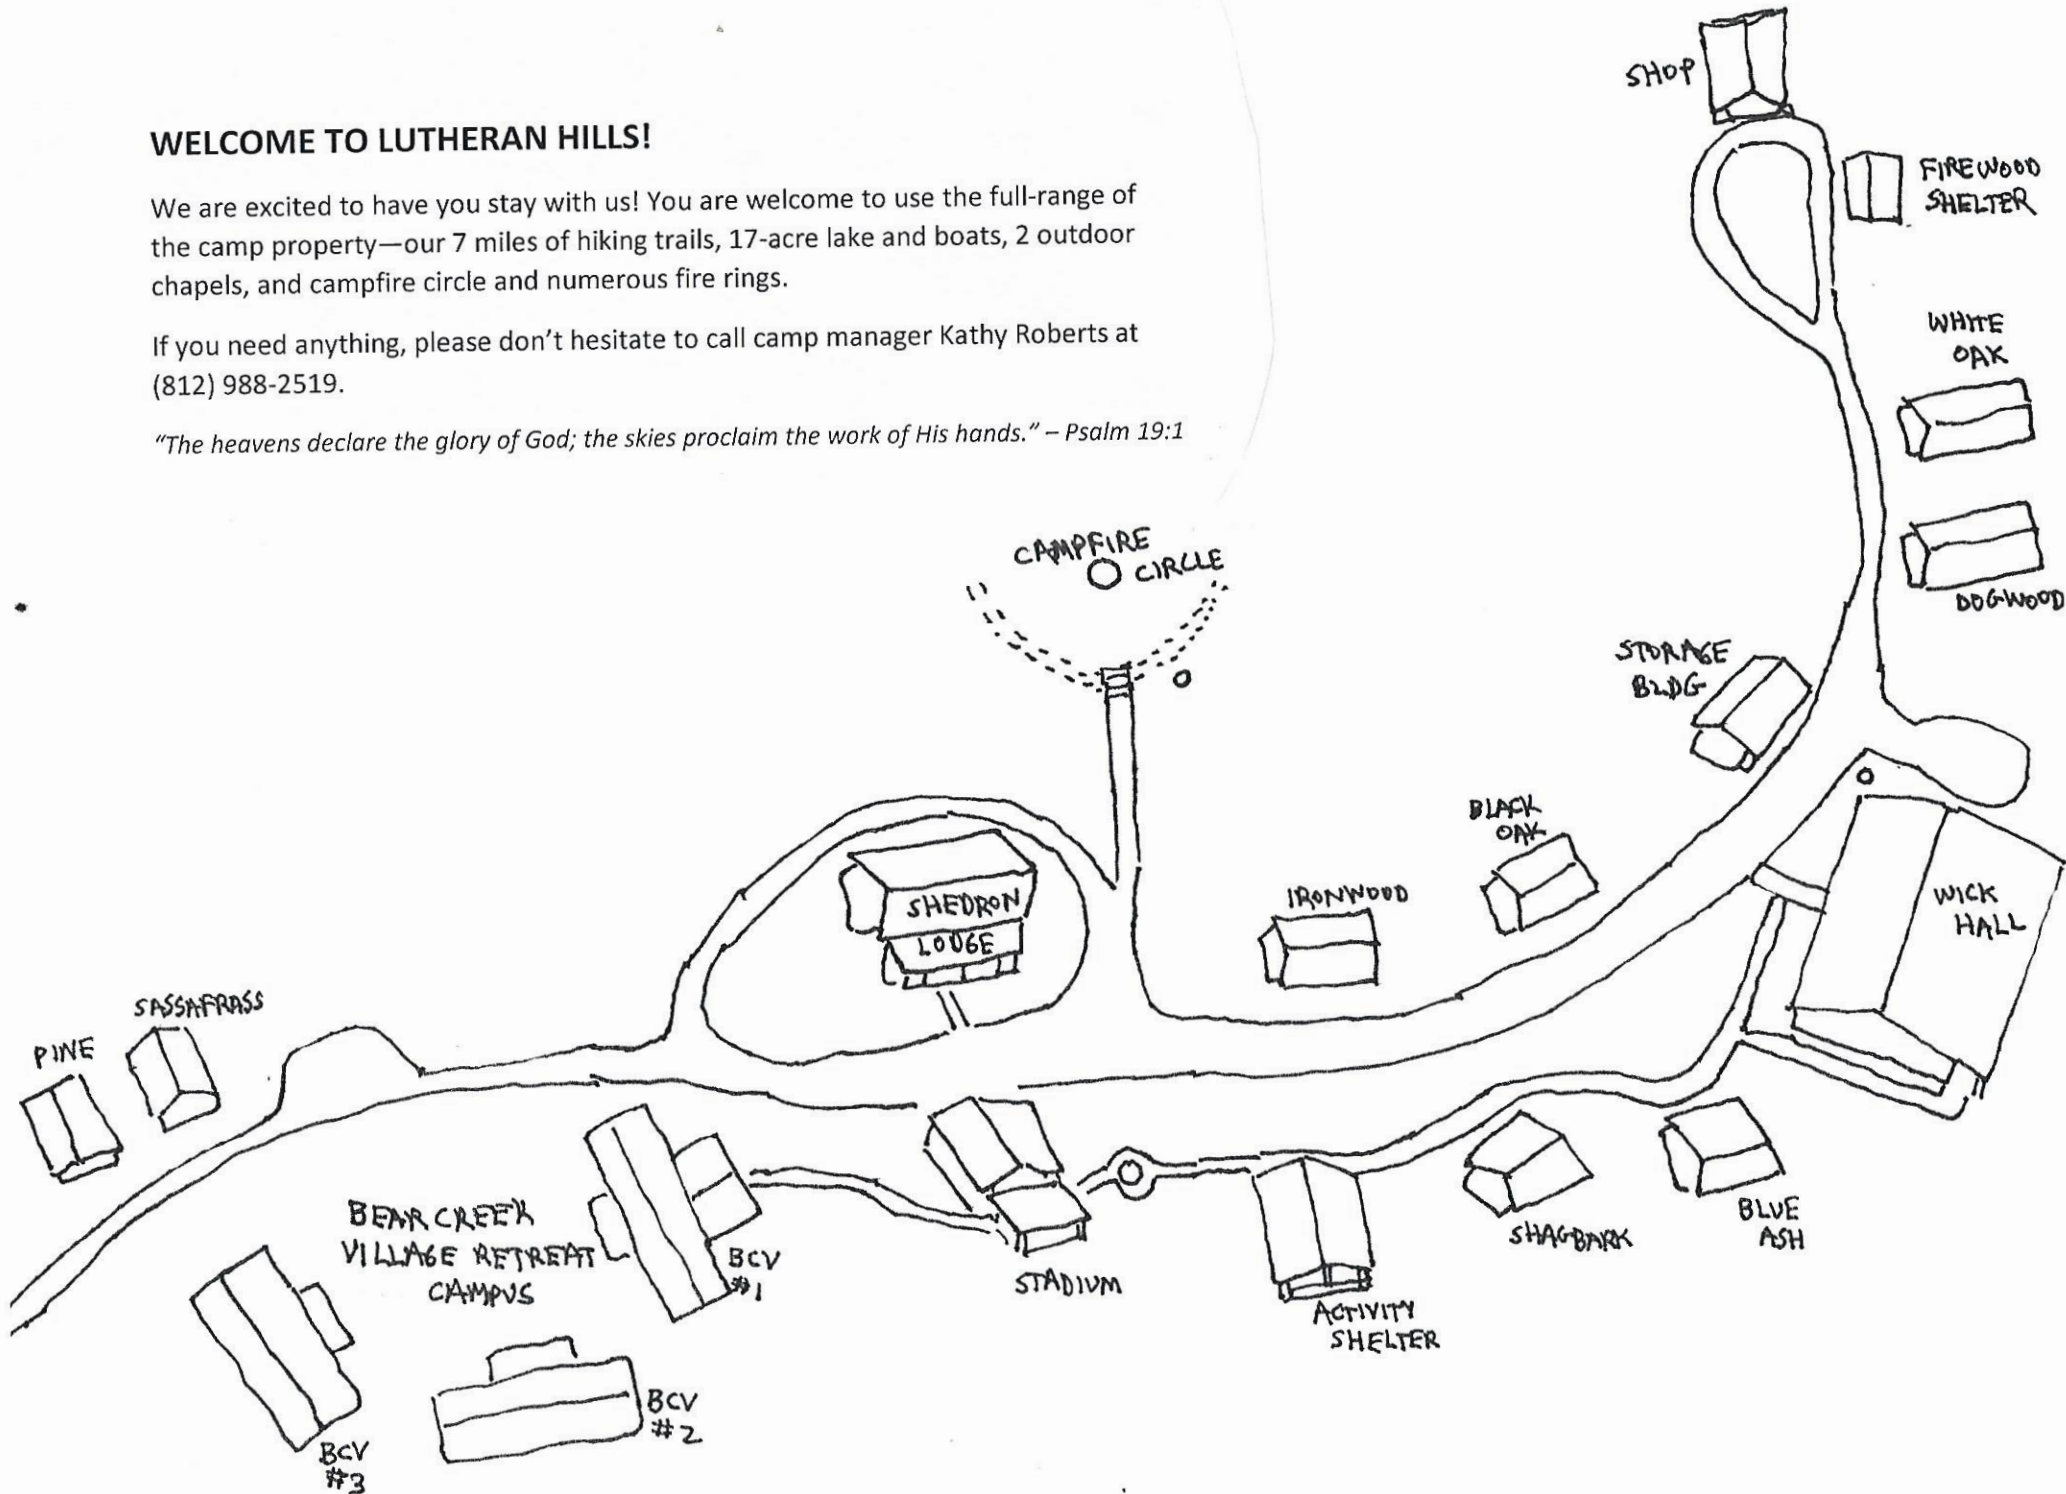 WELCOME TO LUTHERAN HILLS!
We are excited to have you stay with us! You are welcome to use the full-range of
the camp property—our 7 miles of hiking trails, 17-acre lake and boats, 2 outdoor
chapels, and campfire circle and numerous fire rings.
If you need anything, please don't hesitate to call camp manager Kathy Roberts at
(812) 988-2519.
"The heavens declare the glory of God; the skies proclaim the work of His hands." – Psalm 19:1
SHOP
FIREWOOD
SHELTER
WHITE
OAK
DOGWOOD
CAMPFIRE
CIRCLE
STORAGE
BLDG
BLACK
OAK
IRONWOOD
WICK
HALL
SHEDRON
LODGE
SASSAFRASS
PINE
BEAR CREEK
VILLAGE RETREAT
CAMPUS
BCV
#1
STADIUM
ACTIVITY
SHELTER
SHAGBARK
BLUE
ASH
BCV
#2
BCV
#3